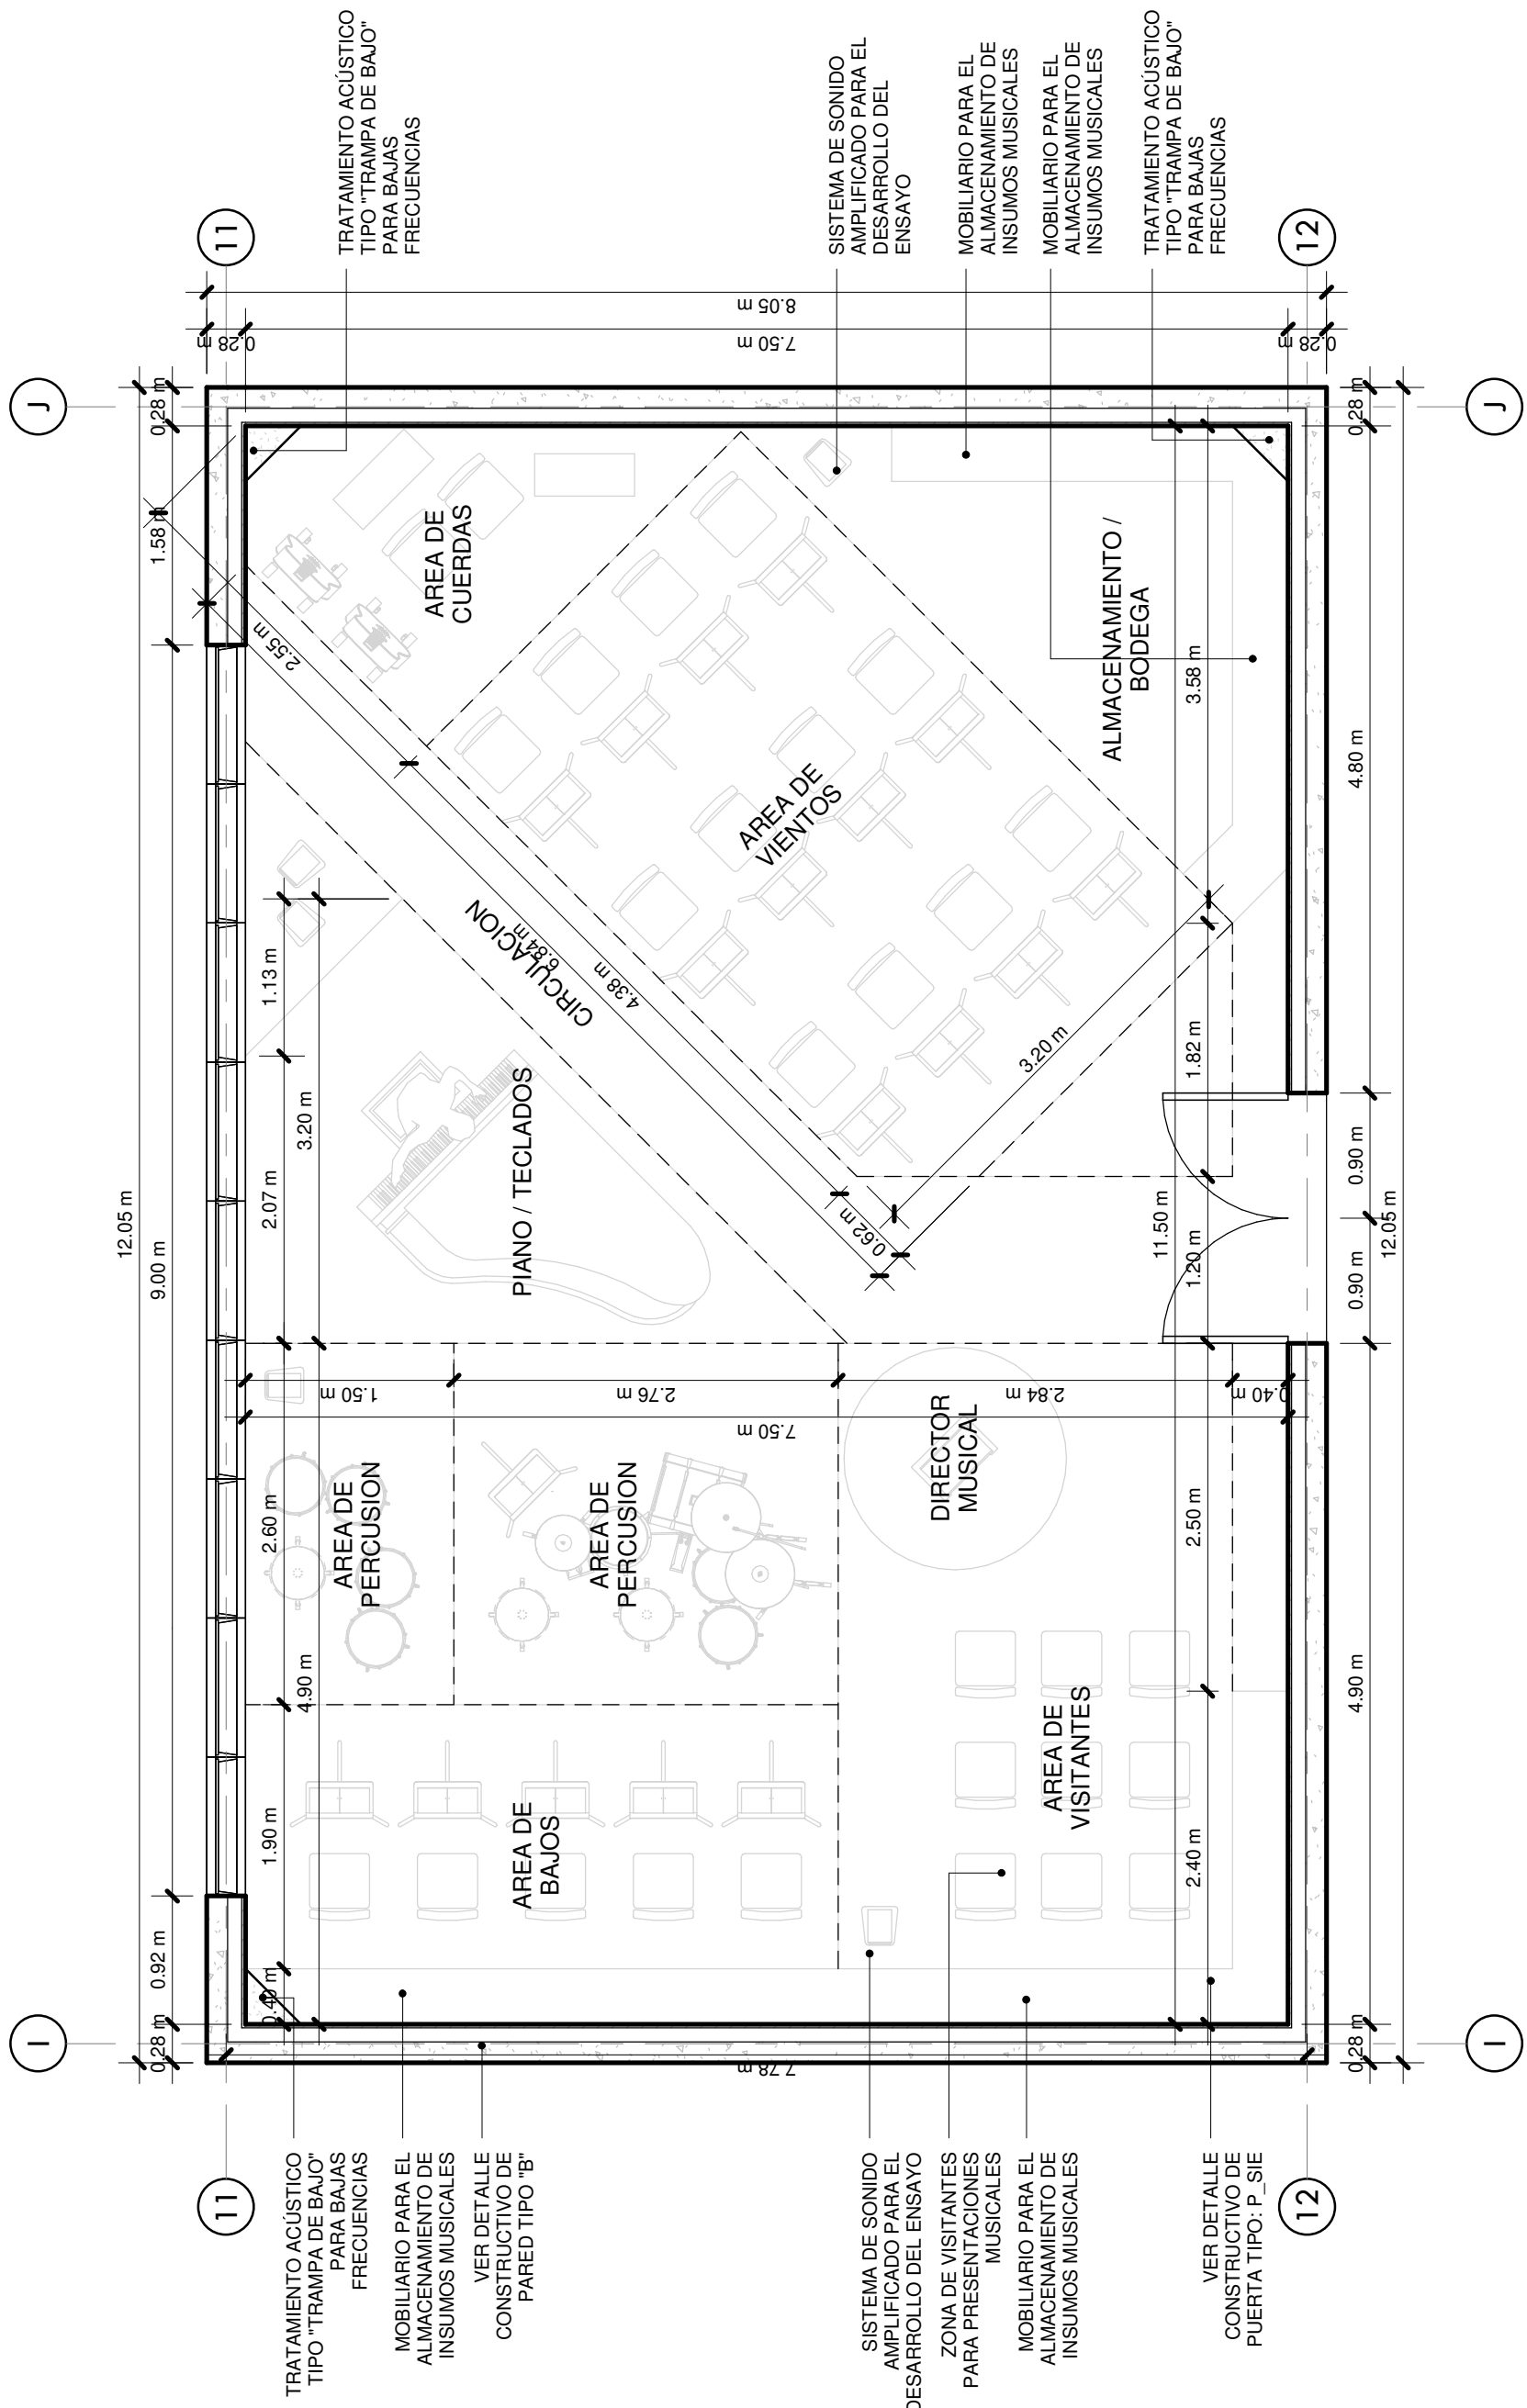 I
J
11
12
11
12
I
J
TRATAMIENTO ACÚSTICO
TIPO "TRAMPA DE BAJO"
PARA BAJAS
FRECUENCIAS
MOBILIARIO PARA EL
ALMACENAMIENTO DE
INSUMOS MUSICALES
VER DETALLE
CONSTRUCTIVO DE
PARED TIPO "B"
SISTEMA DE SONIDO
AMPLIFICADO PARA EL
DESARROLLO DEL ENSAYO
ZONA DE VISITANTES
PARA PRESENTACIONES
MUSICALES
MOBILIARIO PARA EL
ALMACENAMIENTO DE
INSUMOS MUSICALES
VER DETALLE
CONSTRUCTIVO DE
PUERTA TIPO: P_SIE
12.05 m
0.28 m
0.92 m
9.00 m
1.58 m
0.28 m
0.40 m
1.90 m
2.60 m
2.07 m
1.13 m
4.90 m
3.20 m
7.78 m
AREA DE
BAJOS
AREA DE
PERCUSION
AREA DE
PERCUSION
PIANO / TECLADOS
CIRCULACION
AREA DE
CUERDAS
AREA DE
VIENTOS
DIRECTOR
MUSICAL
AREA DE
VISITANTES
ALMACENAMIENTO /
BODEGA
1.50 m
2.76 m
2.84 m
0.40 m
7.50 m
2.55 m
6.84 m
4.38 m
0.62 m
3.20 m
11.50 m
2.40 m
2.50 m
1.20 m
1.82 m
3.58 m
0.28 m
4.90 m
0.90 m
0.90 m
4.80 m
0.28 m
12.05 m
0.28 m
7.50 m
0.28 m
8.05 m
TRATAMIENTO ACÚSTICO
TIPO "TRAMPA DE BAJO"
PARA BAJAS
FRECUENCIAS
SISTEMA DE SONIDO
AMPLIFICADO PARA EL
DESARROLLO DEL
ENSAYO
MOBILIARIO PARA EL
ALMACENAMIENTO DE
INSUMOS MUSICALES
MOBILIARIO PARA EL
ALMACENAMIENTO DE
INSUMOS MUSICALES
TRATAMIENTO ACÚSTICO
TIPO "TRAMPA DE BAJO"
PARA BAJAS
FRECUENCIAS